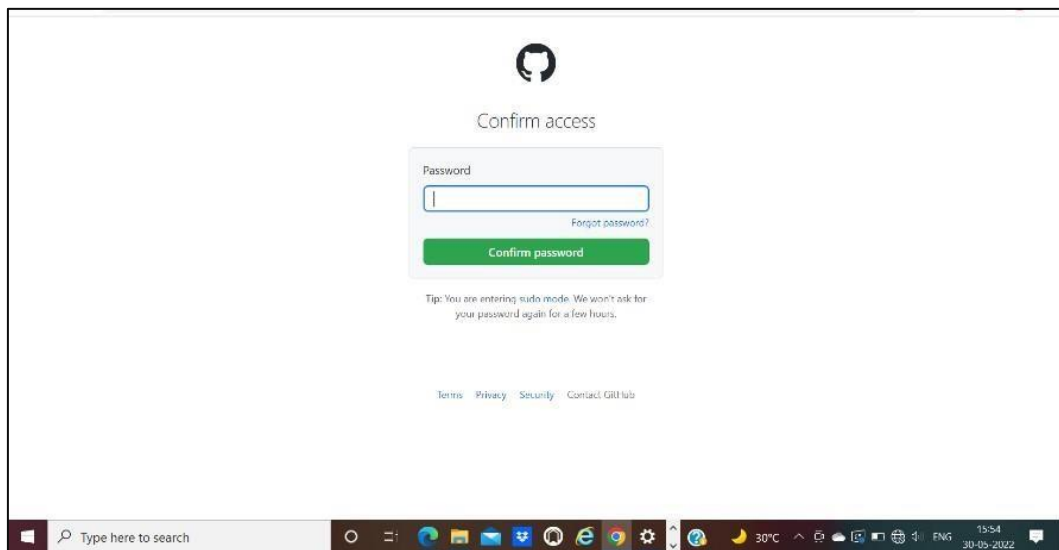 Confirm access
Password
Forgot password?
Confirm password
Tip: You are entering sudo mode. We won't ask for
your password again for a few hours.
Terms Privacy Security Contact GitHub
Type here to search
30°C ENG 15:54
30-05-2022